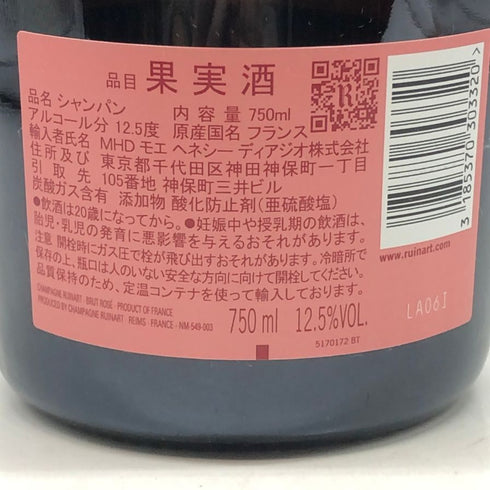 品目 果実酒
品名 シャンパン 内容量 750ml
アルコール分 12.5度 原産国名 フランス
輸入者氏名 MHD モエ ヘネシー ディアジオ株式会社
住所及び 東京都千代田区神田神保町一丁目
引取先 105番地 神保町三井ビル
炭酸ガス含有 添加物 酸化防止剤(亜硫酸塩)
●飲酒は20歳になってから。●妊娠中や授乳期の飲酒は、
胎児・乳児の発育に悪影響を与えるおそれがあります。
注意 開栓時にガス圧で栓が飛び出すおそれあります。冷暗所で
保存の上、瓶口は人のいない安全な方向に向けて開栓してください。
品質保持のため、定温コンテナを使って輸入しております。
CHAMPAGNE RUINART - BRUT ROSÉ - PRODUCT OF FRANCE
PRODUCED BY CHAMPAGNE RUINART - REIMS - FRANCE - NM-549-003
750 ml 12.5%VOL.
5170172 BT
3 185370 303320 >
www.ruinart.com
LA06I